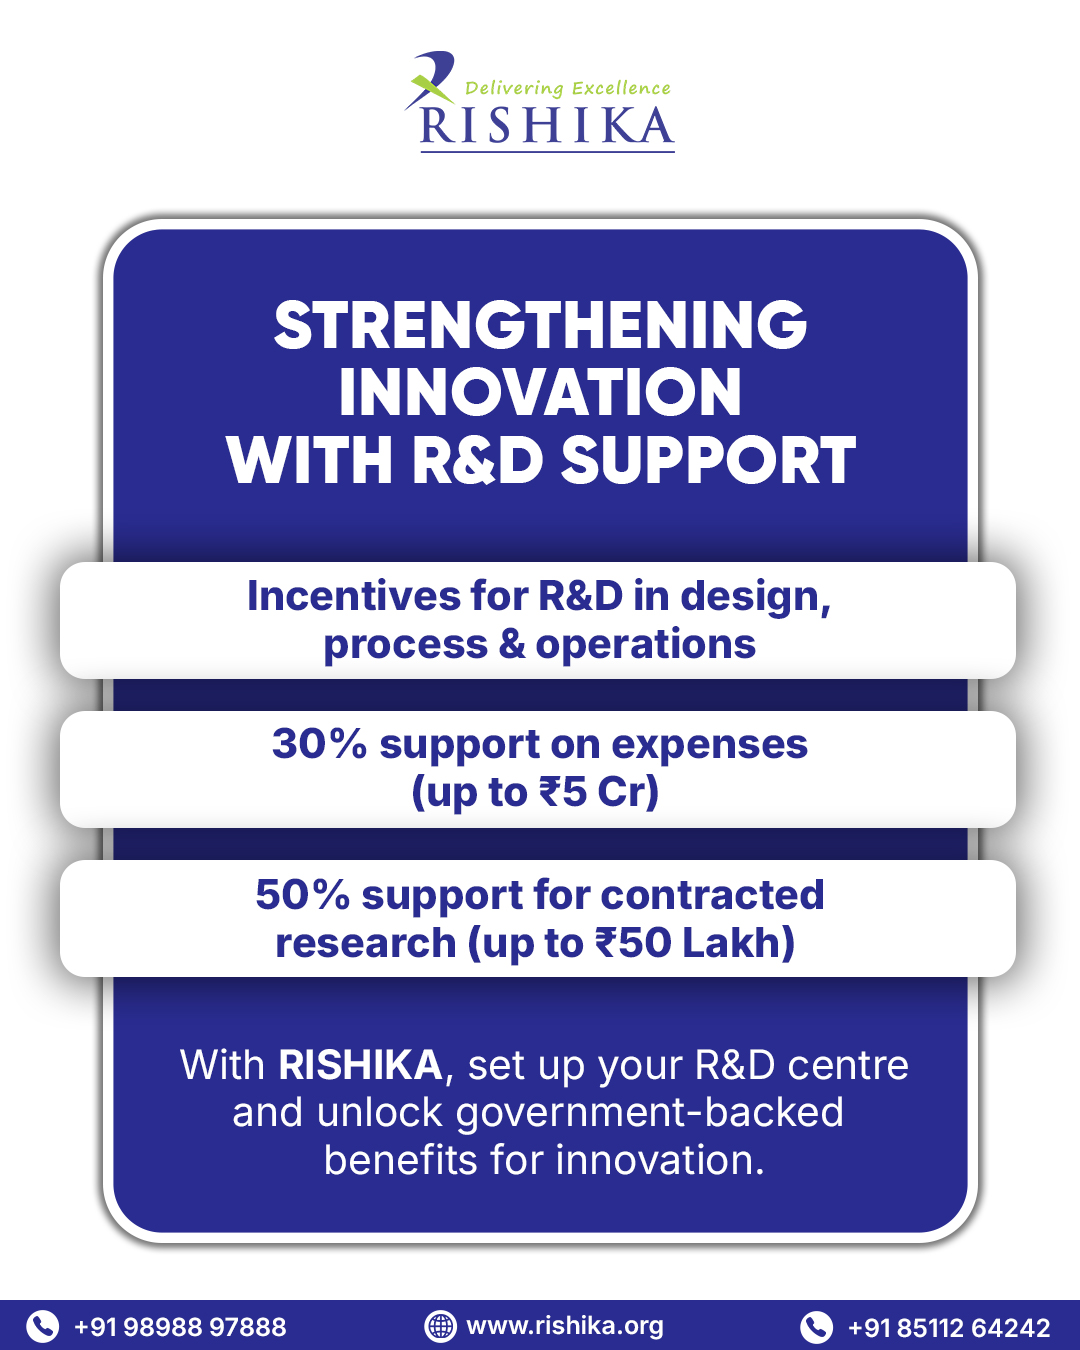 Delivering Excellence
RISHIKA
STRENGTHENING
INNOVATION
WITH R&D SUPPORT
Incentives for R&D in design,
process & operations
30% support on expenses
(up to ₹5 Cr)
50% support for contracted
research (up to ₹50 Lakh)
With RISHIKA, set up your R&D centre
and unlock government-backed
benefits for innovation.
+91 98988 97888
www.rishika.org
+91 85112 64242